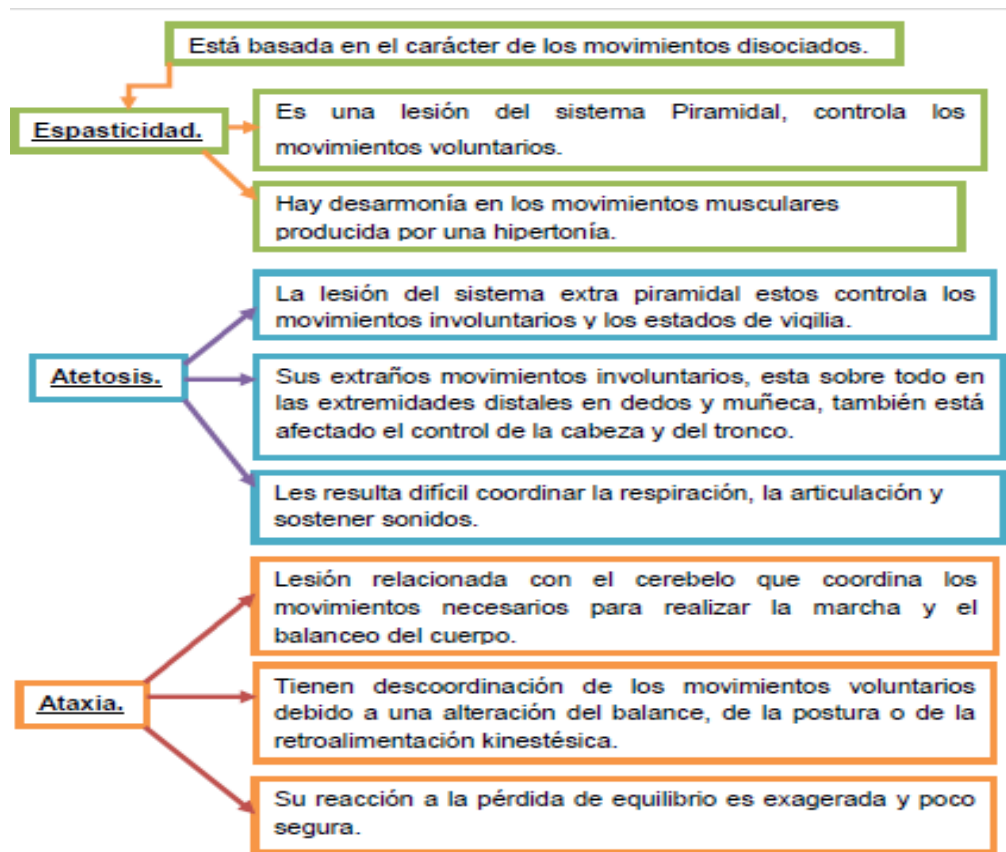 Está basada en el carácter de los movimientos disociados.
Espasticidad.
Es una lesión del sistema Piramidal, controla los
movimientos voluntarios.
Hay desarmonía en los movimientos musculares
producida por una hipertonía.
La lesión del sistema extra piramidal estos controla los
movimientos involuntarios y los estados de vigilia.
Atetosis.
Sus extraños movimientos involuntarios, esta sobre todo en
las extremidades distales en dedos y muñeca, también está
afectado el control de la cabeza y del tronco.
Les resulta difícil coordinar la respiración, la articulación y
sostener sonidos.
Lesión relacionada con el cerebelo que coordina los
movimientos necesarios para realizar la marcha y el
balanceo del cuerpo.
Ataxia.
Tienen descoordinación de los movimientos voluntarios
debido a una alteración del balance, de la postura o de la
retroalimentación kinestésica.
Su reacción a la pérdida de equilibrio es exagerada y poco
segura.